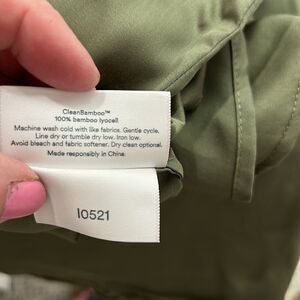 CleanBamboo™
100% bamboo lyocell
Machine wash cold with like fabrics. Gentle cycle.
Line dry or tumble dry low. Iron low.
Avoid bleach and fabric softener. Dry clean optional.
Made responsibly in China.
I0521